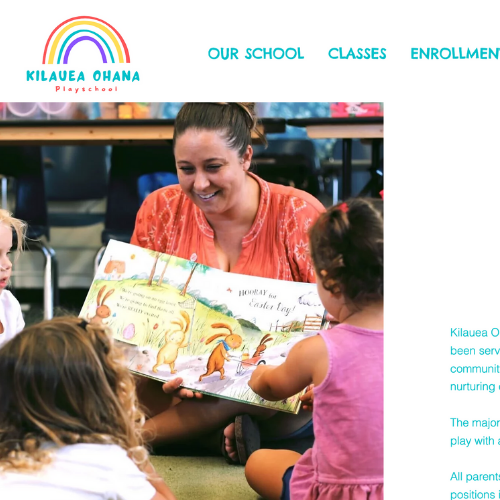 OUR SCHOOL CLASSES ENROLLMEN
KILAUEA OHANA
Playschool
HOORAY for
Easter Day!
Kilauea O
been serv
communit
nurturing
The major
play with a
All parent
positions i